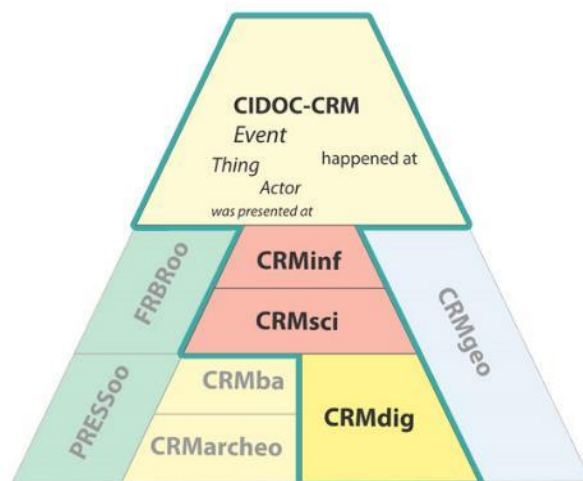 CIDOC-CRM
Event
Thing
happened at
Actor
was presented at
FRBRoo
CRMinf
CRMsci
CRMgeo
PRESSoo
CRMba
CRMdig
CRMarcheo